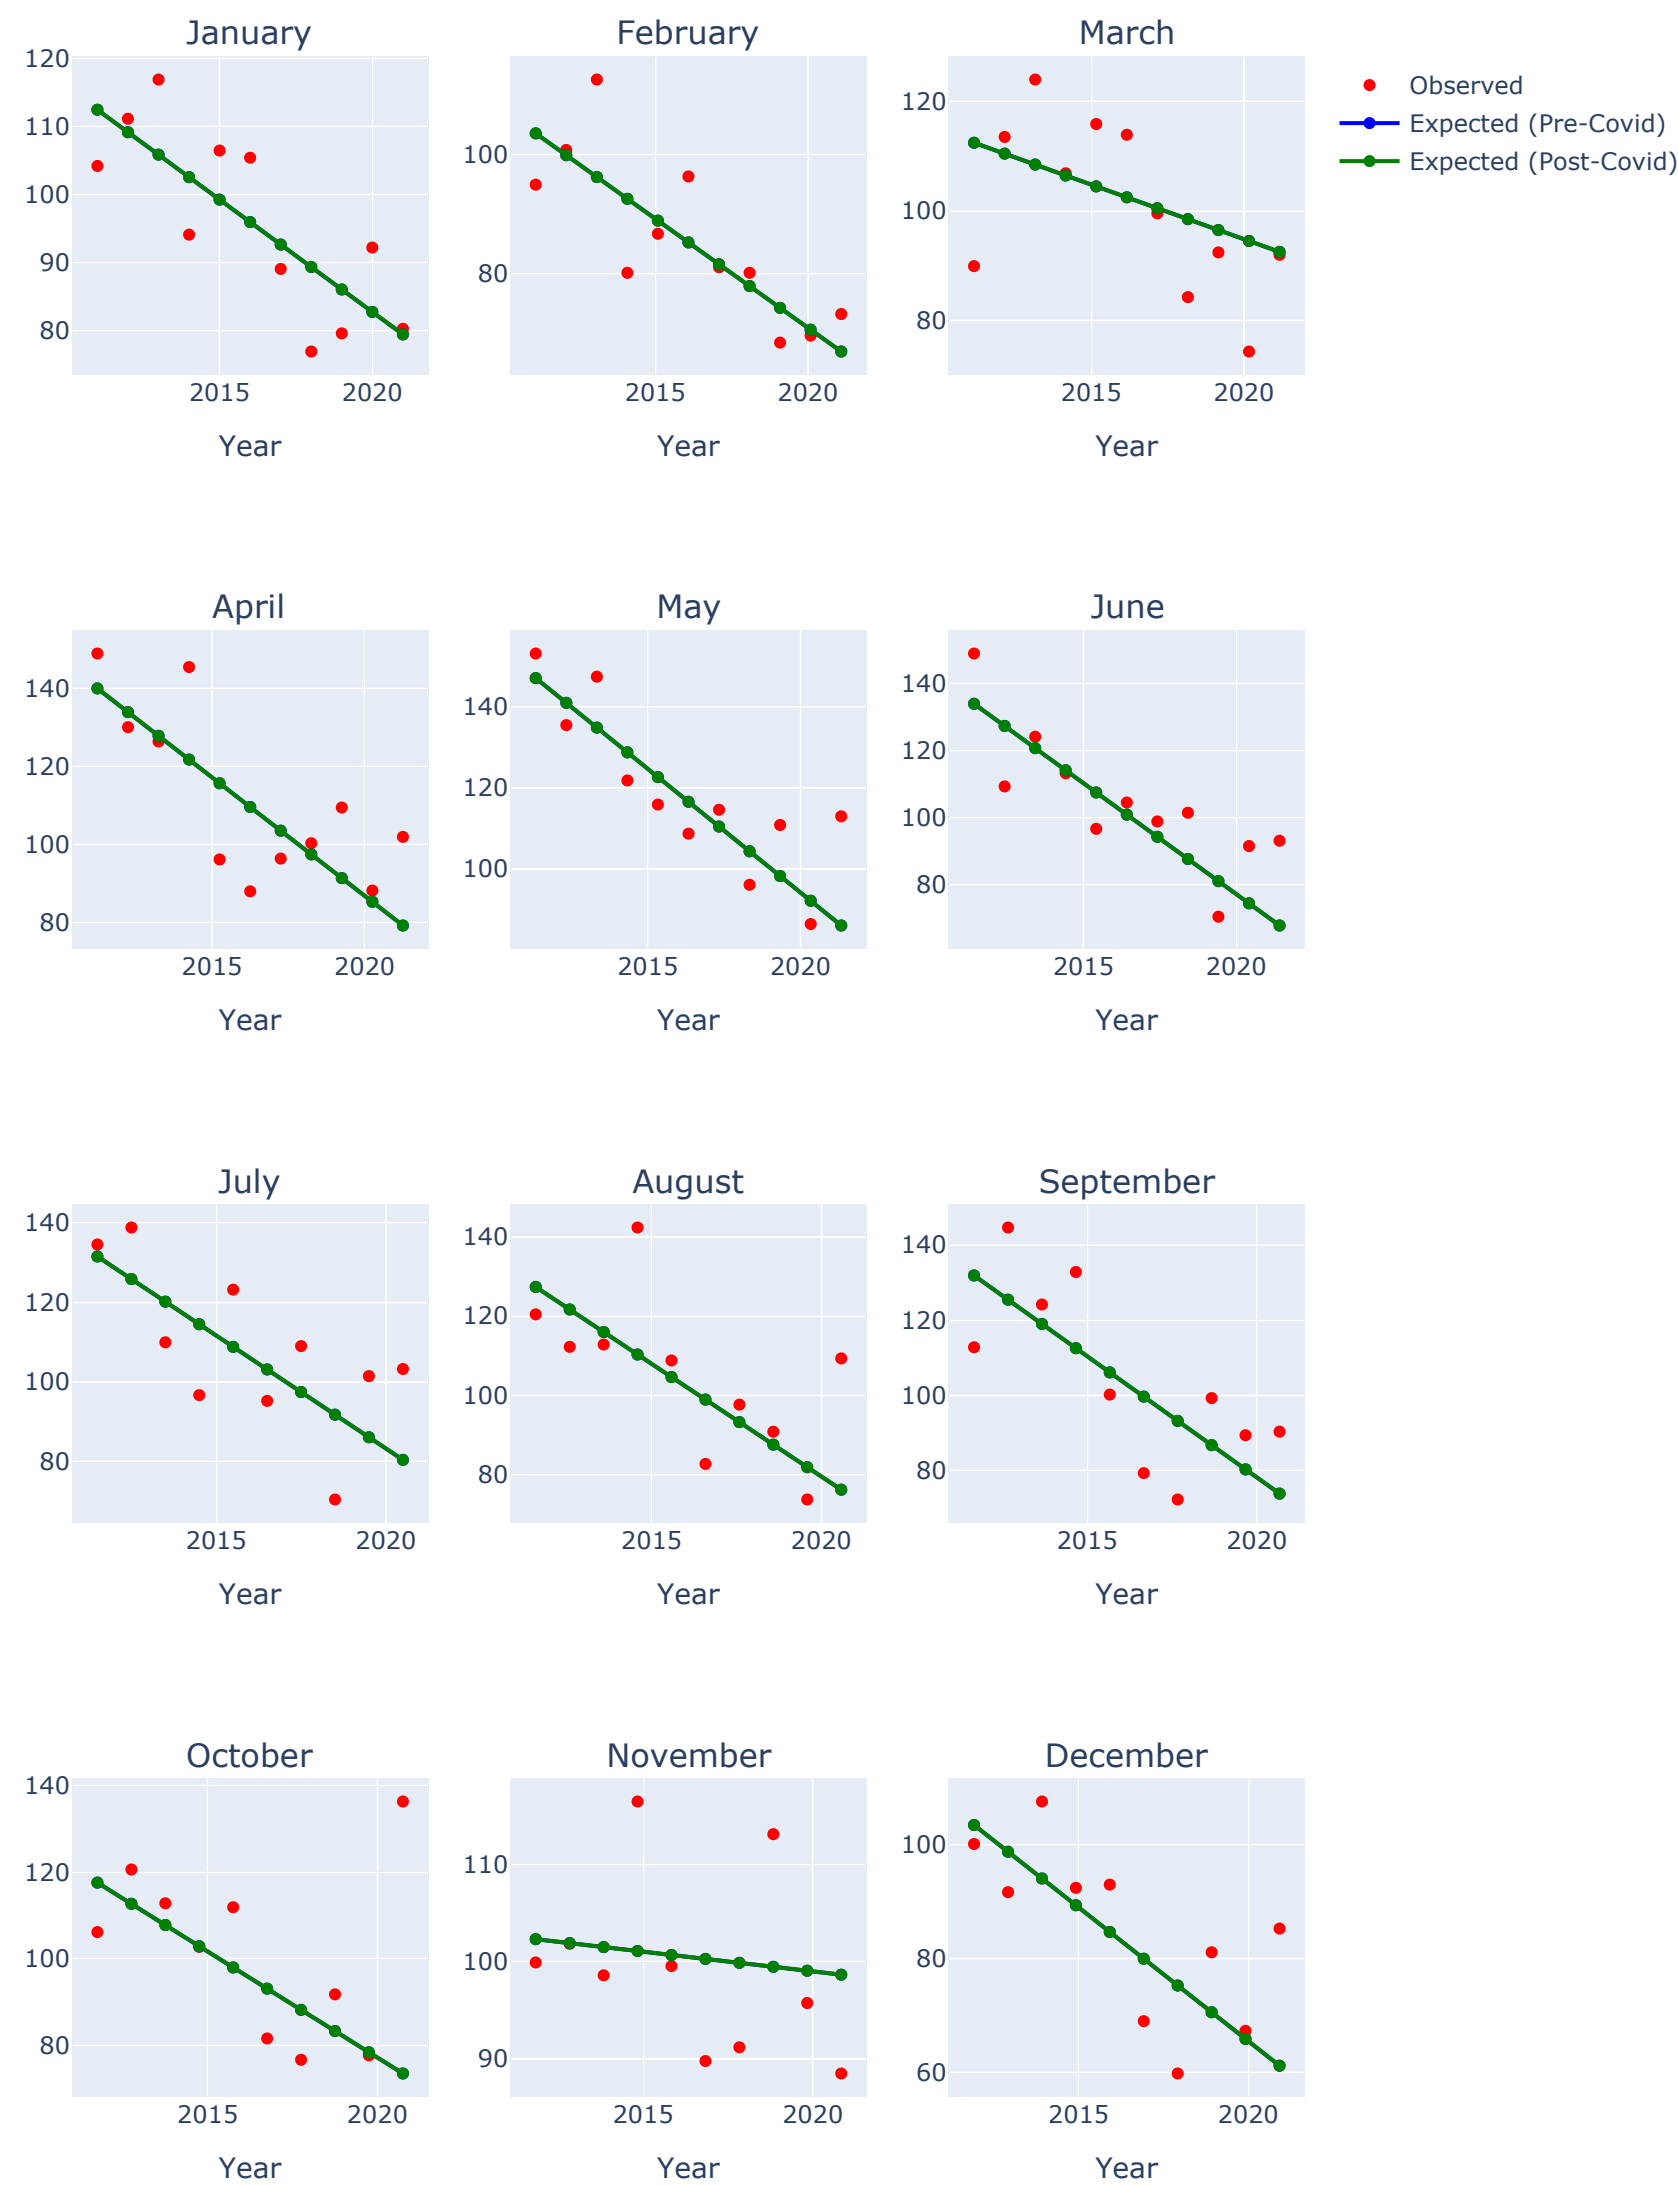 January February March
120
110
100
90
80
2015 2020
Year
100
80
2015 2020
Year
120
100
80
2015 2020
Year
Observed
Expected (Pre-Covid)
Expected (Post-Covid)
April May June
140
120
100
80
2015 2020
Year
140
120
100
2015 2020
Year
140
120
100
80
2015 2020
Year
July August September
140
120
100
80
2015 2020
Year
140
120
100
80
2015 2020
Year
140
120
100
80
2015 2020
Year
October November December
140
120
100
80
2015 2020
Year
110
100
90
2015 2020
Year
100
80
60
2015 2020
Year